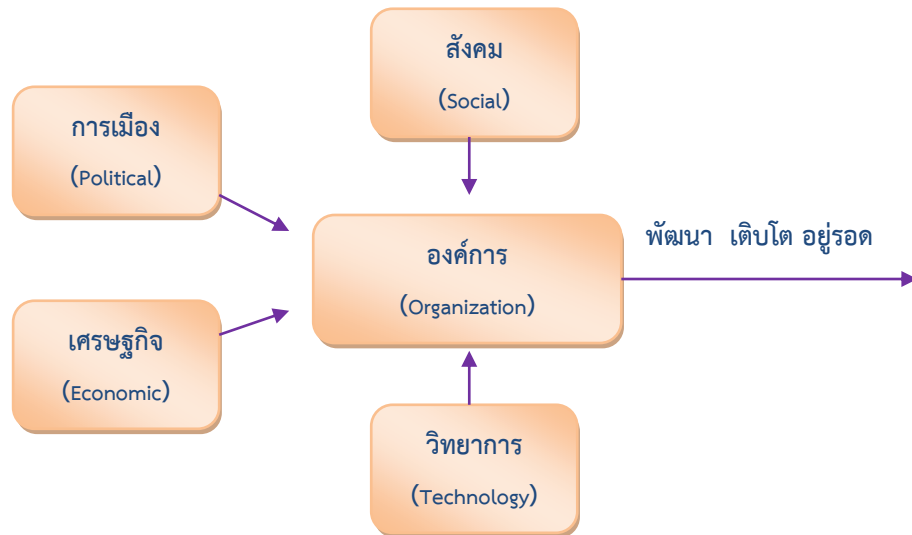 สังคม
(Social)
การเมือง
(Political)
องค์การ
(Organization)
พัฒนา เติบโต อยู่รอด
เศรษฐกิจ
(Economic)
วิทยาการ
(Technology)